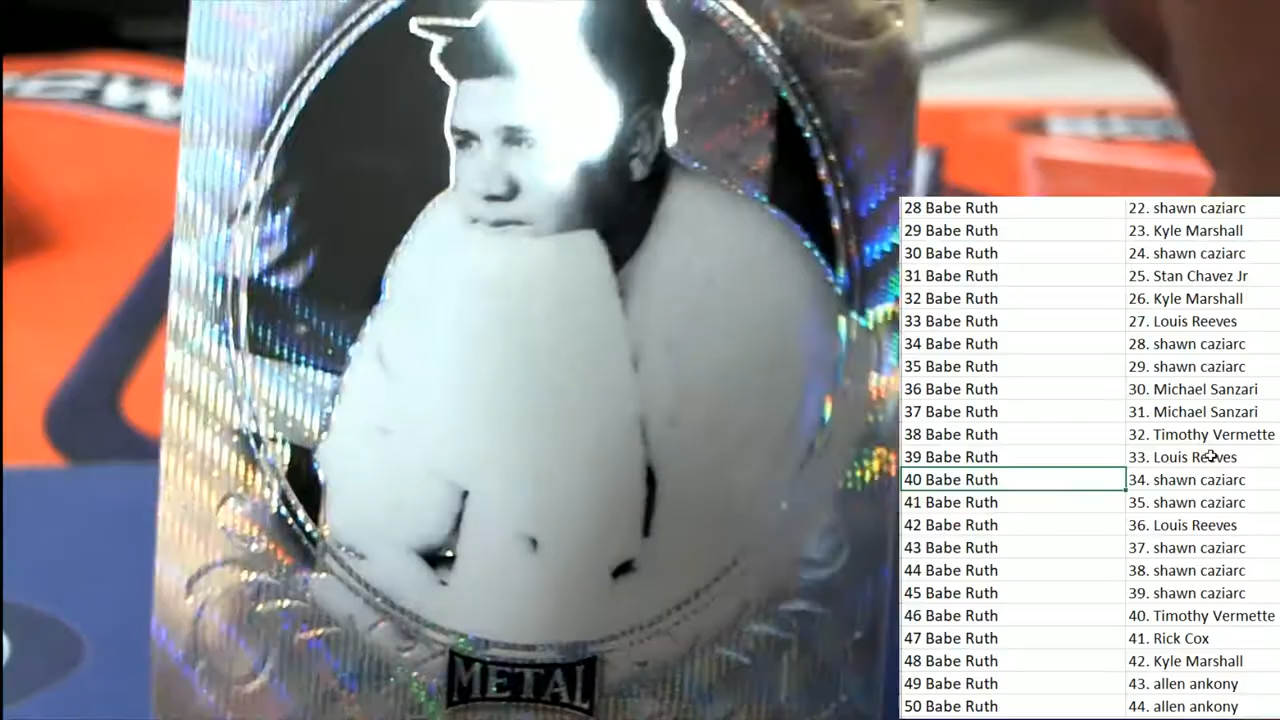 METAL
28 Babe Ruth 22. shawn caziarc
29 Babe Ruth 23. Kyle Marshall
30 Babe Ruth 24. shawn caziarc
31 Babe Ruth 25. Stan Chavez Jr
32 Babe Ruth 26. Kyle Marshall
33 Babe Ruth 27. Louis Reeves
34 Babe Ruth 28. shawn caziarc
35 Babe Ruth 29. shawn caziarc
36 Babe Ruth 30. Michael Sanzari
37 Babe Ruth 31. Michael Sanzari
38 Babe Ruth 32. Timothy Vermette
39 Babe Ruth 33. Louis Reeves
40 Babe Ruth 34. shawn caziarc
41 Babe Ruth 35. shawn caziarc
42 Babe Ruth 36. Louis Reeves
43 Babe Ruth 37. shawn caziarc
44 Babe Ruth 38. shawn caziarc
45 Babe Ruth 39. shawn caziarc
46 Babe Ruth 40. Timothy Vermette
47 Babe Ruth 41. Rick Cox
48 Babe Ruth 42. Kyle Marshall
49 Babe Ruth 43. allen ankony
50 Babe Ruth 44. allen ankony